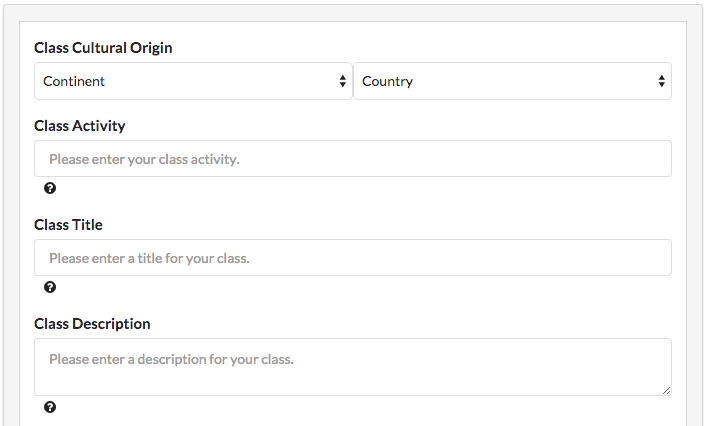 Class Cultural Origin
Continent Country
Class Activity
Please enter your class activity.
?
Class Title
Please enter a title for your class.
?
Class Description
Please enter a description for your class.
?